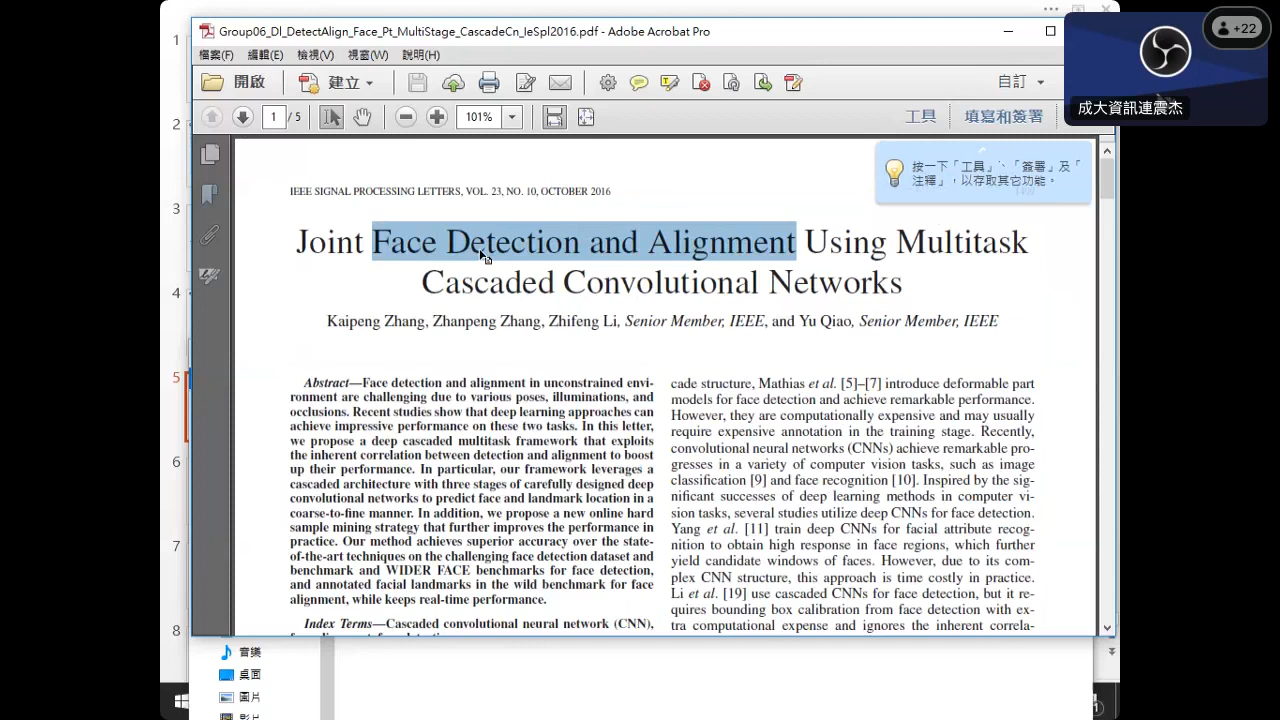 Group06_Dl_DetectAlign_Face_Pt_MultiStage_CascadeCn_IeSpl2016.pdf - Adobe Acrobat Pro
+22
檔案(F) 編輯(E) 檢視(V) 視窗(W) 說明(H)
開啟 建立 自訂
成大資訊連震杰
1 / 5 101% 工具 填寫和簽署
按一下「工具」、「簽署」及「
注釋」，以存取其它功能。
IEEE SIGNAL PROCESSING LETTERS, VOL. 23, NO. 10, OCTOBER 2016
Joint Face Detection and Alignment Using Multitask
Cascaded Convolutional Networks
Kaipeng Zhang, Zhanpeng Zhang, Zhifeng Li, Senior Member, IEEE, and Yu Qiao, Senior Member, IEEE
Abstract—Face detection and alignment in unconstrained envi-
ronment are challenging due to various poses, illuminations, and
occlusions. Recent studies show that deep learning approaches can
achieve impressive performance on these two tasks. In this letter,
we propose a deep cascaded multitask framework that exploits
the inherent correlation between detection and alignment to boost
up their performance. In particular, our framework leverages a
cascaded architecture with three stages of carefully designed deep
convolutional networks to predict face and landmark location in a
coarse-to-fine manner. In addition, we propose a new online hard
sample mining strategy that further improves the performance in
practice. Our method achieves superior accuracy over the state-
of-the-art techniques on the challenging face detection dataset and
benchmark and WIDER FACE benchmarks for face detection,
and annotated facial landmarks in the wild benchmark for face
alignment, while keeps real-time performance.
Index Terms—Cascaded convolutional neural network (CNN),
cade structure, Mathias et al. [5]–[7] introduce deformable part
models for face detection and achieve remarkable performance.
However, they are computationally expensive and may usually
require expensive annotation in the training stage. Recently,
convolutional neural networks (CNNs) achieve remarkable pro-
gresses in a variety of computer vision tasks, such as image
classification [9] and face recognition [10]. Inspired by the sig-
nificant successes of deep learning methods in computer vi-
sion tasks, several studies utilize deep CNNs for face detection.
Yang et al. [11] train deep CNNs for facial attribute recog-
nition to obtain high response in face regions, which further
yield candidate windows of faces. However, due to its com-
plex CNN structure, this approach is time costly in practice.
Li et al. [19] use cascaded CNNs for face detection, but it re-
quires bounding box calibration from face detection with ex-
tra computational expense and ignores the inherent correla-
1
2
3
4
5
6
7
8
音樂
桌面
圖片